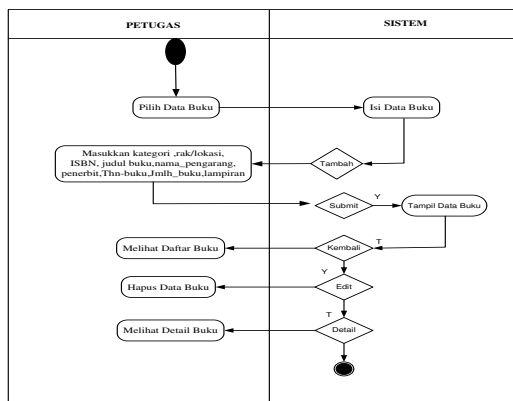 PETUGAS
SISTEM
Pilih Data Buku
Isi Data Buku
Masukkan kategori ,rak/lokasi,
ISBN, judul buku,nama_pengarang,
penerbit,Thn-buku,Jmlh_buku,lampiran
Tambah
Submit
Y
Tampil Data Buku
Melihat Daftar Buku
Kembali
T
Y
Hapus Data Buku
Edit
T
Melihat Detail Buku
Detail